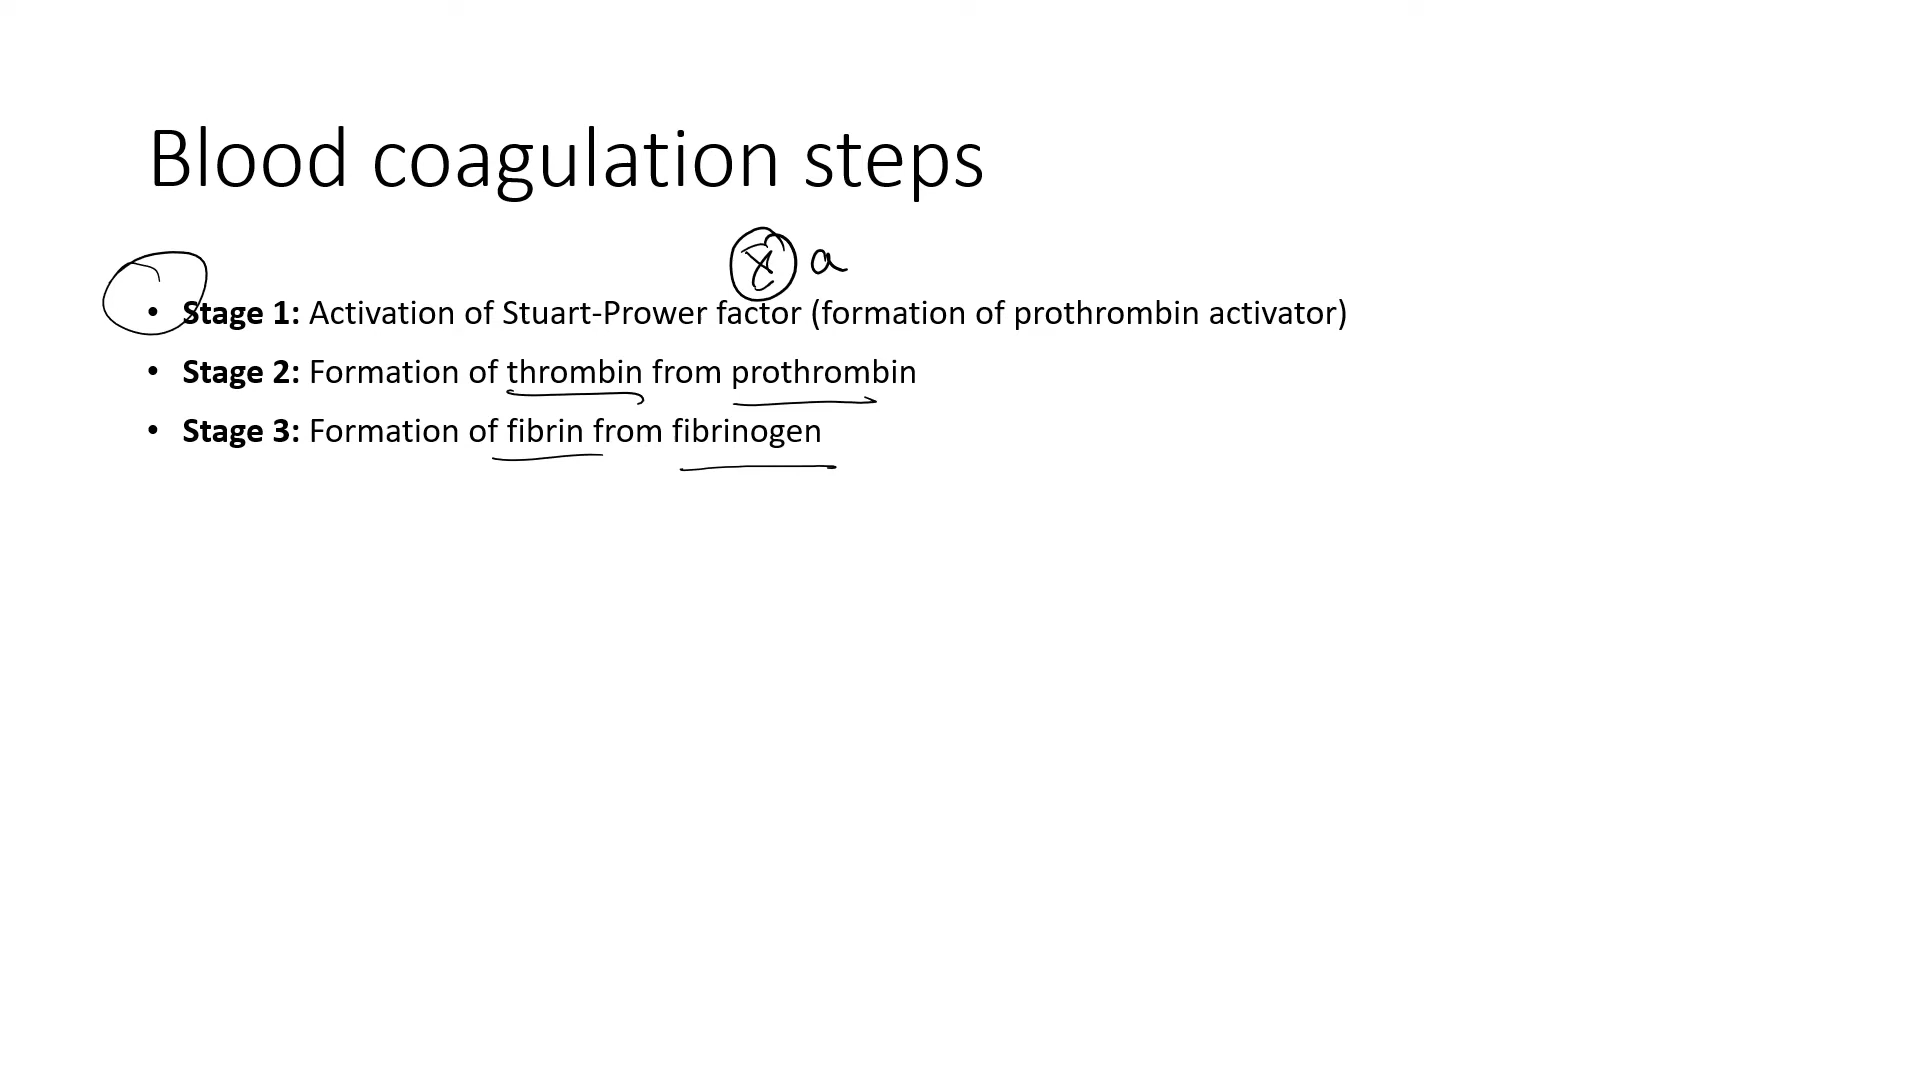 Blood coagulation steps
X a
• Stage 1: Activation of Stuart-Prower factor (formation of prothrombin activator)
• Stage 2: Formation of thrombin from prothrombin
• Stage 3: Formation of fibrin from fibrinogen